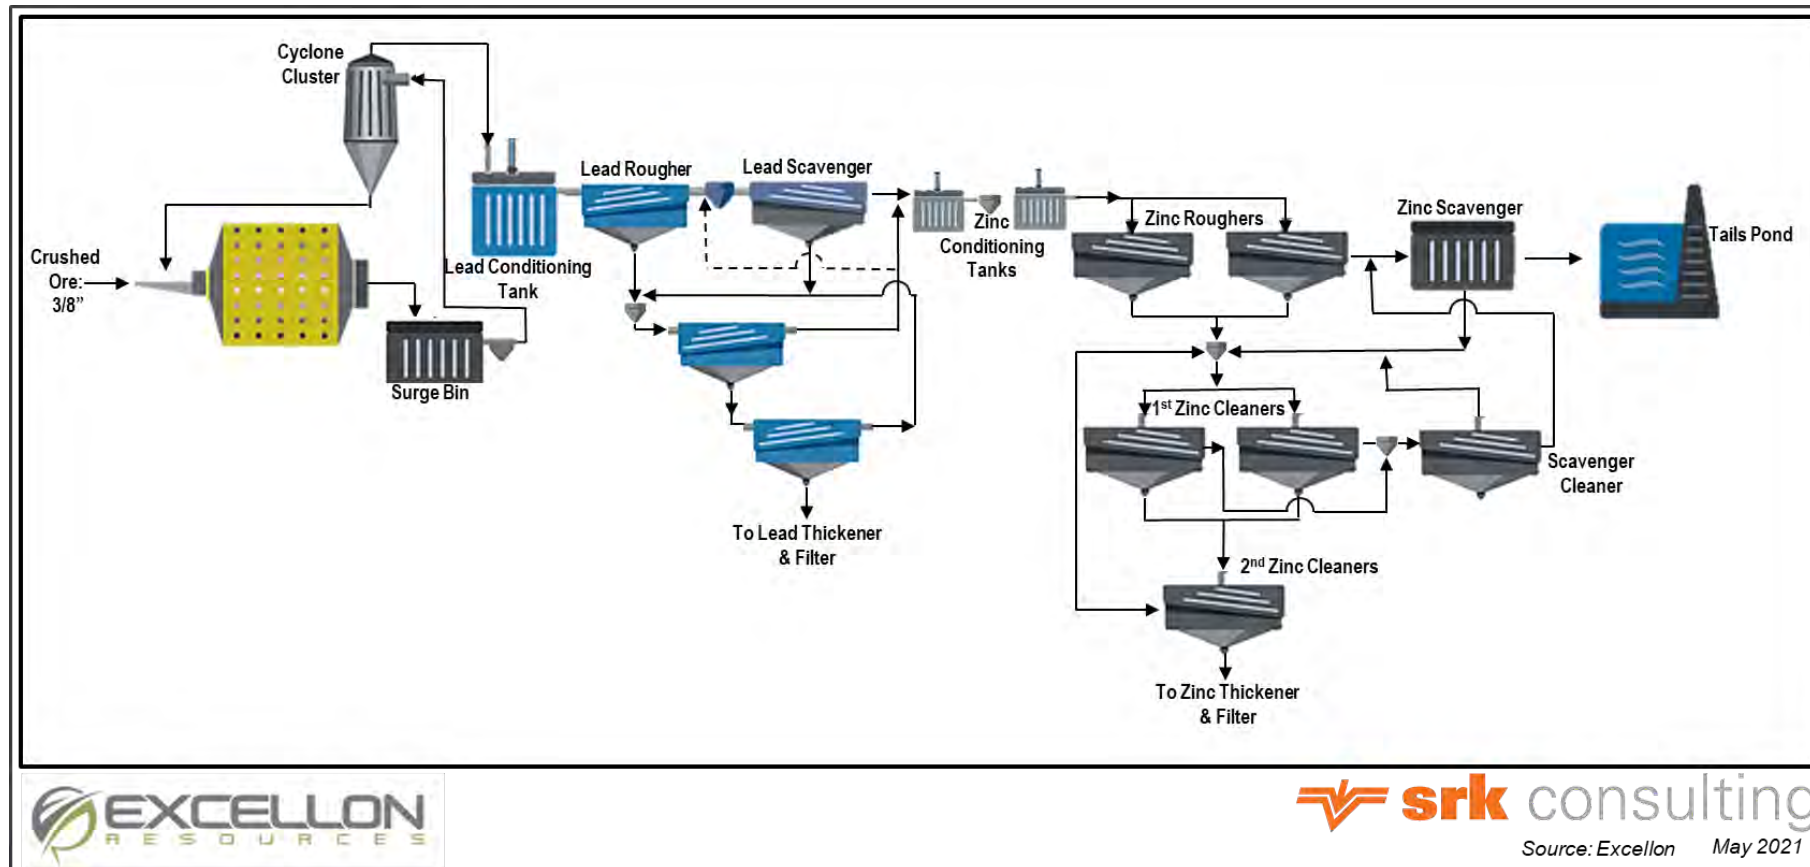 Cyclone
Cluster
Crushed
Ore:
3/8”
Surge Bin
Lead Conditioning
Tank
Lead Rougher
Lead Scavenger
To Lead Thickener
& Filter
Zinc
Conditioning
Tanks
Zinc Roughers
Zinc Scavenger
Tails Pond
1st Zinc Cleaners
Scavenger
Cleaner
2nd Zinc Cleaners
To Zinc Thickener
& Filter
EXCELLON
RESOURCES
srk consulting
Source: Excellon May 2021